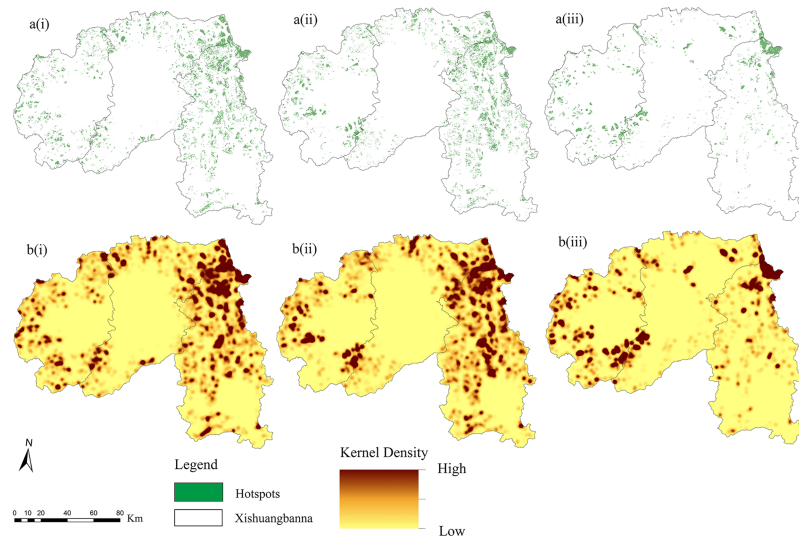 a(i)
a(ii)
a(iii)
b(i)
b(ii)
b(iii)
N
Legend
Hotspots
Xishuangbanna
Kernel Density
High
Low
0 10 20 40 60 80
Km